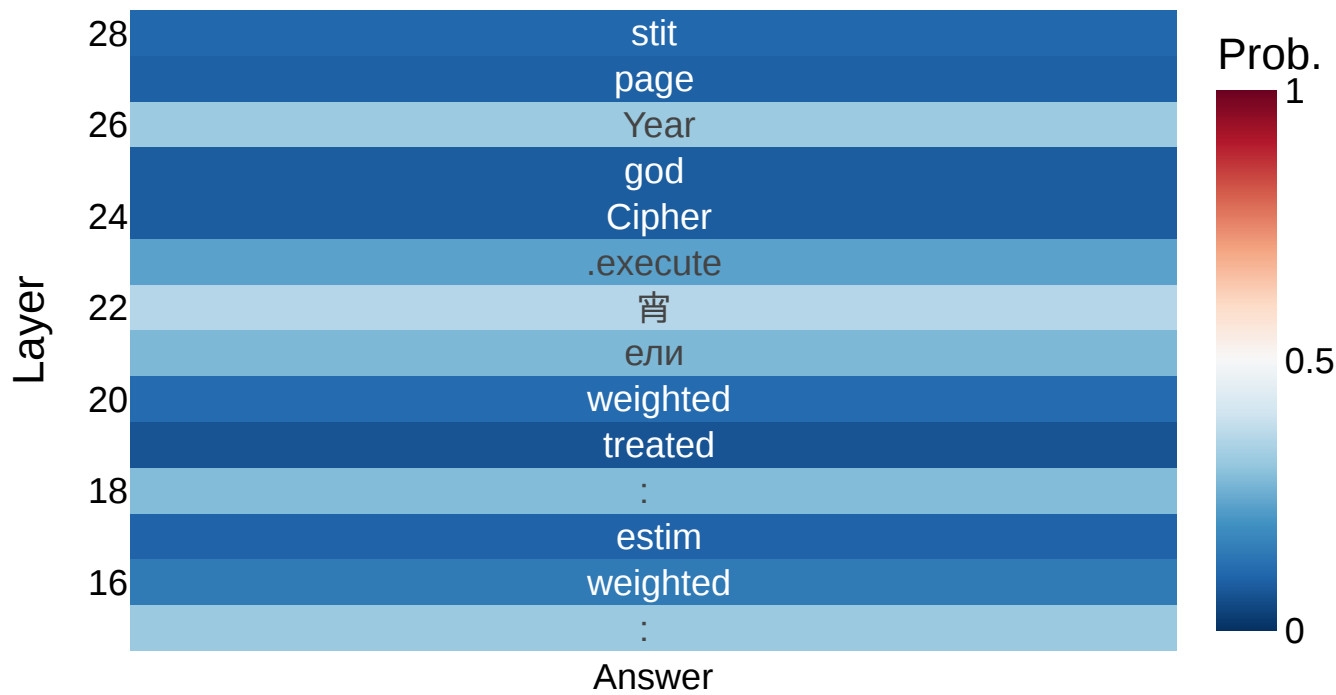 28 stit
page
26 Year
god
24 Cipher
.execute
22 宵
ели
20 weighted
treated
18 :
estim
16 weighted
:
Answer
Layer
Prob.
1
0.5
0